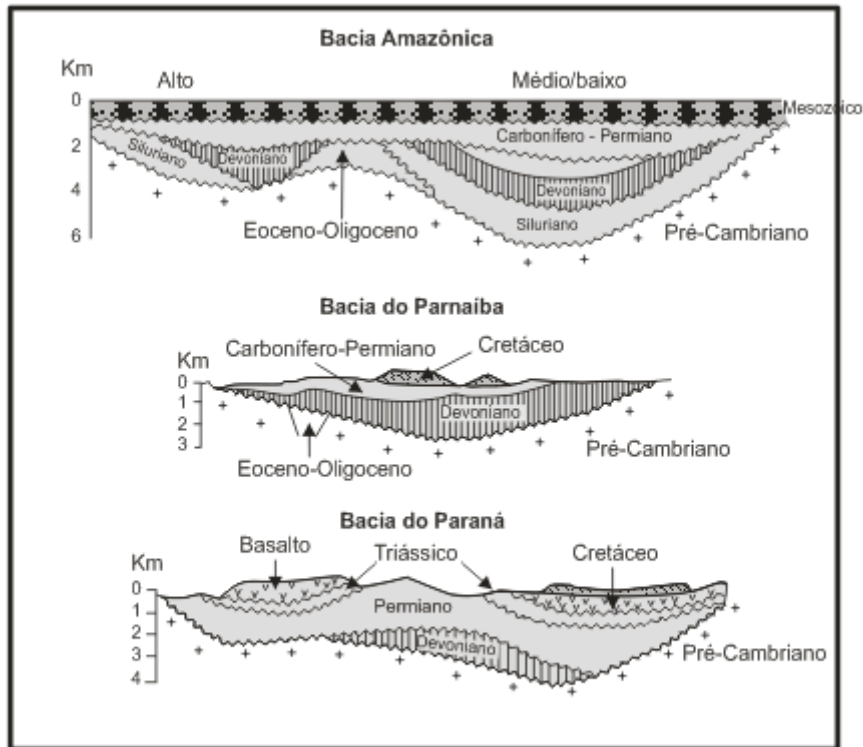 Bacia Amazônica
Km
Alto
Médio/baixo
0
Mesozoico
Carbonífero - Permiano
Siluriano
2
Devoniano
4
Devoniano
Siluriano
Eoceno-Oligoceno
Pré-Cambriano
6
Bacia do Parnaíba
Carbonífero-Permiano
Cretáceo
Km
0
1
Devoniano
2
3
Eoceno-Oligoceno
Pré-Cambriano
Bacia do Paraná
Basalto
Triássico
Cretáceo
Km
0
Permiano
1
2
Devoniano
3
Pré-Cambriano
4